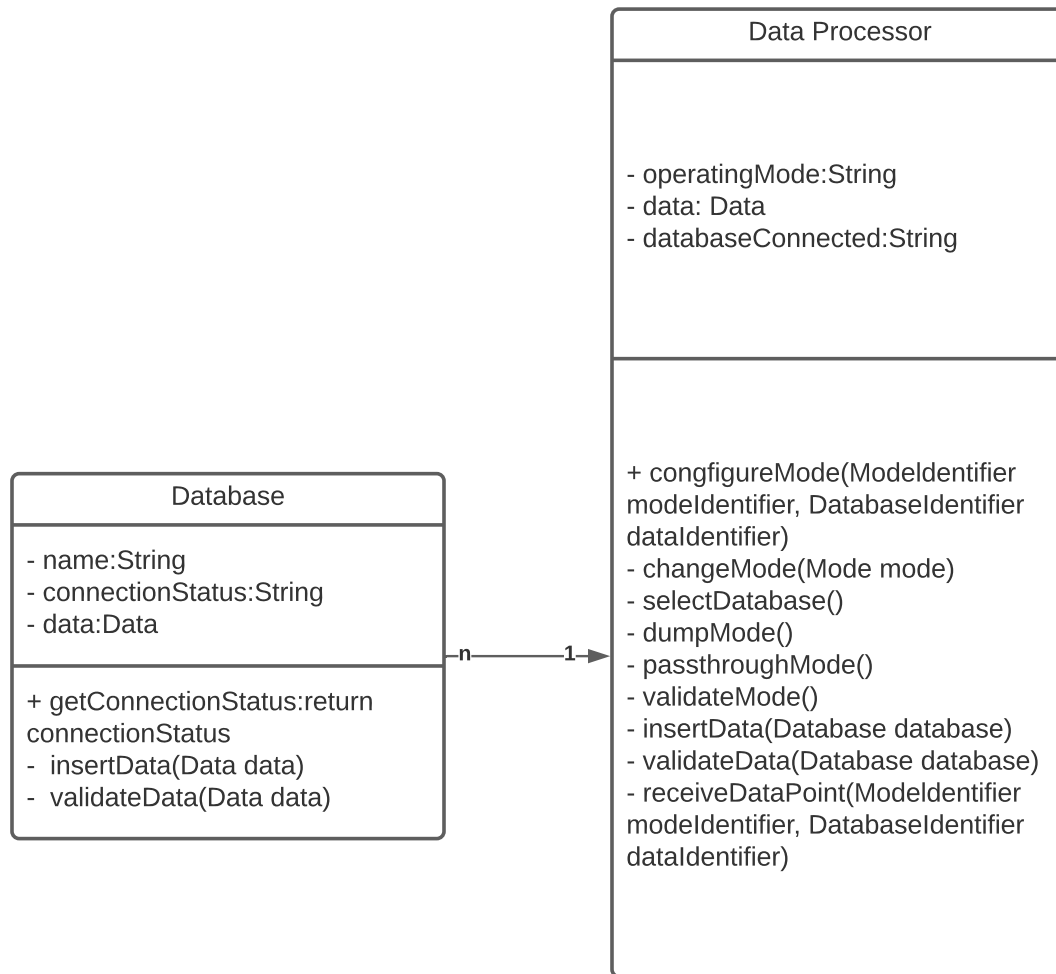 Data Processor
- operatingMode:String
- data: Data
- databaseConnected:String
+ congfigureMode(ModeIdentifier
modeIdentifier, DatabaseIdentifier
dataIdentifier)
- changeMode(Mode mode)
- selectDatabase()
- dumpMode()
- passthroughMode()
- validateMode()
- insertData(Database database)
- validateData(Database database)
- receiveDataPoint(ModeIdentifier
modeIdentifier, DatabaseIdentifier
dataIdentifier)
Database
- name:String
- connectionStatus:String
- data:Data
+ getConnectionStatus:return
connectionStatus
-  insertData(Data data)
-  validateData(Data data)
n
1